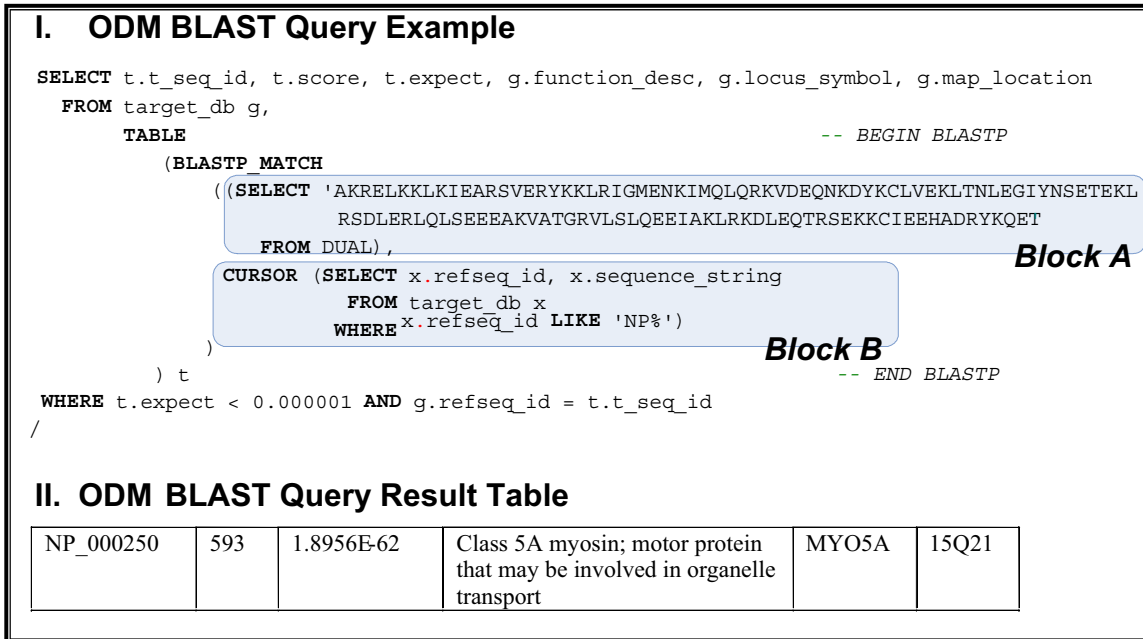 I. ODM BLAST Query Example
SELECT t.t_seq_id, t.score, t.expect, g.function_desc, g.locus_symbol, g.map_location
FROM target_db g,
TABLE -- BEGIN BLASTP
(BLASTP_MATCH
((SELECT 'AKRELKKLKIEARSVERYKKLRIGMENKIMQLQRKVDEQNKDYKCLVEKLTNLEGIYNSETEKL
RSDLERLQLSEEEAKVATGRVLSLQEEIAKLRKDLEQTRSEKKCIEEHADRYKQET
FROM DUAL),
Block A
CURSOR (SELECT x.refseq_id, x.sequence_string
FROM target_db x
WHERE x.refseq_id LIKE 'NP%')
Block B
)
) t -- END BLASTP
WHERE t.expect < 0.000001 AND g.refseq_id = t.t_seq_id
/
II. ODM BLAST Query Result Table
NP_000250 593 1.8956E-62 Class 5A myosin; motor protein MYO5A 15Q21
that may be involved in organelle
transport